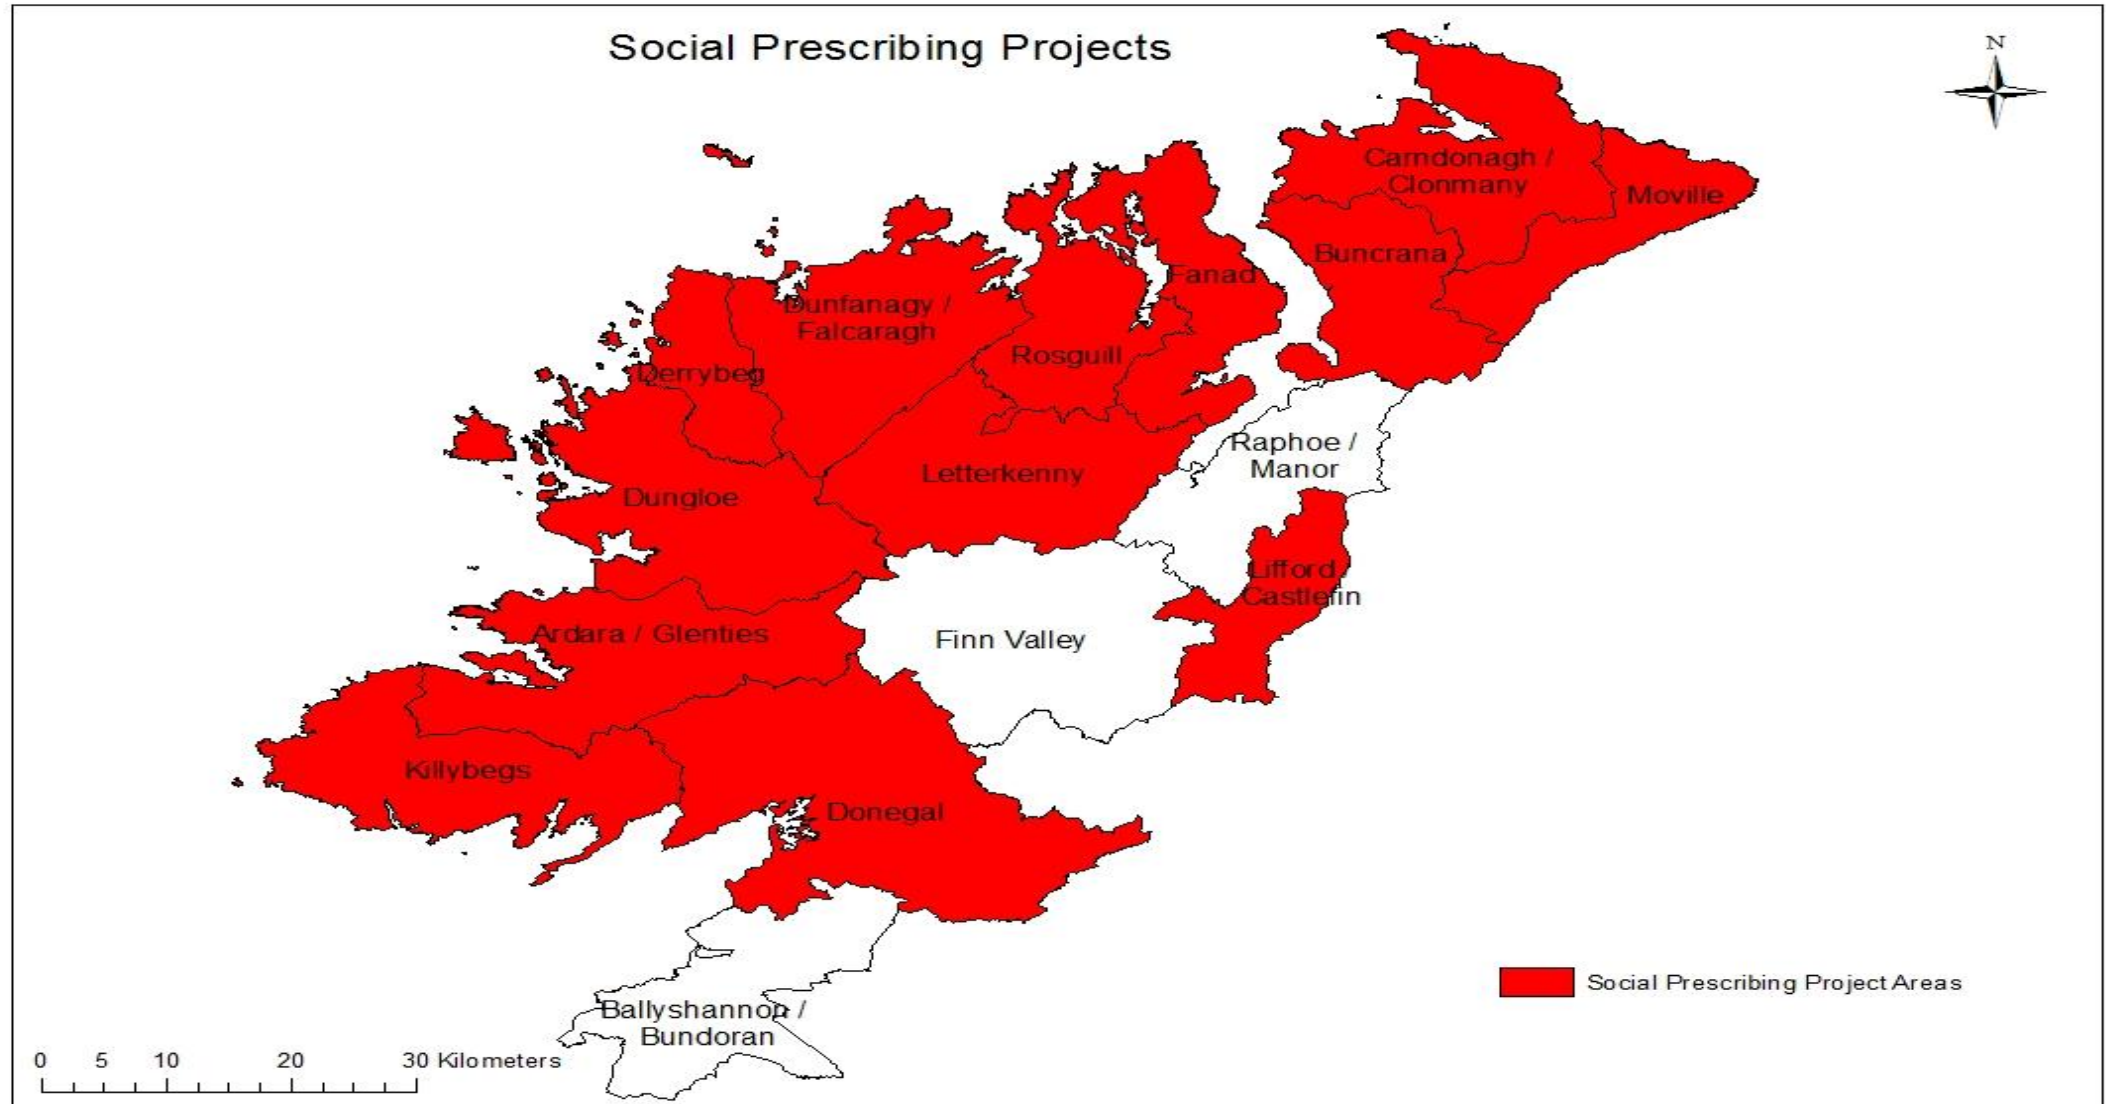 Social Prescribing Projects
N
Carndonagh /
Clonmany
Moville
Buncrana
Fanad
Dunfanagy /
Falcaragh
Rosguill
Derrybeg
Raphoe /
Manor
Letterkenny
Dungloe
Lifford /
Castlefin
Ardara / Glenties
Finn Valley
Killybegs
Donegal
Social Prescribing Project Areas
Ballyshannon /
Bundoran
0 5 10 20 30 Kilometers